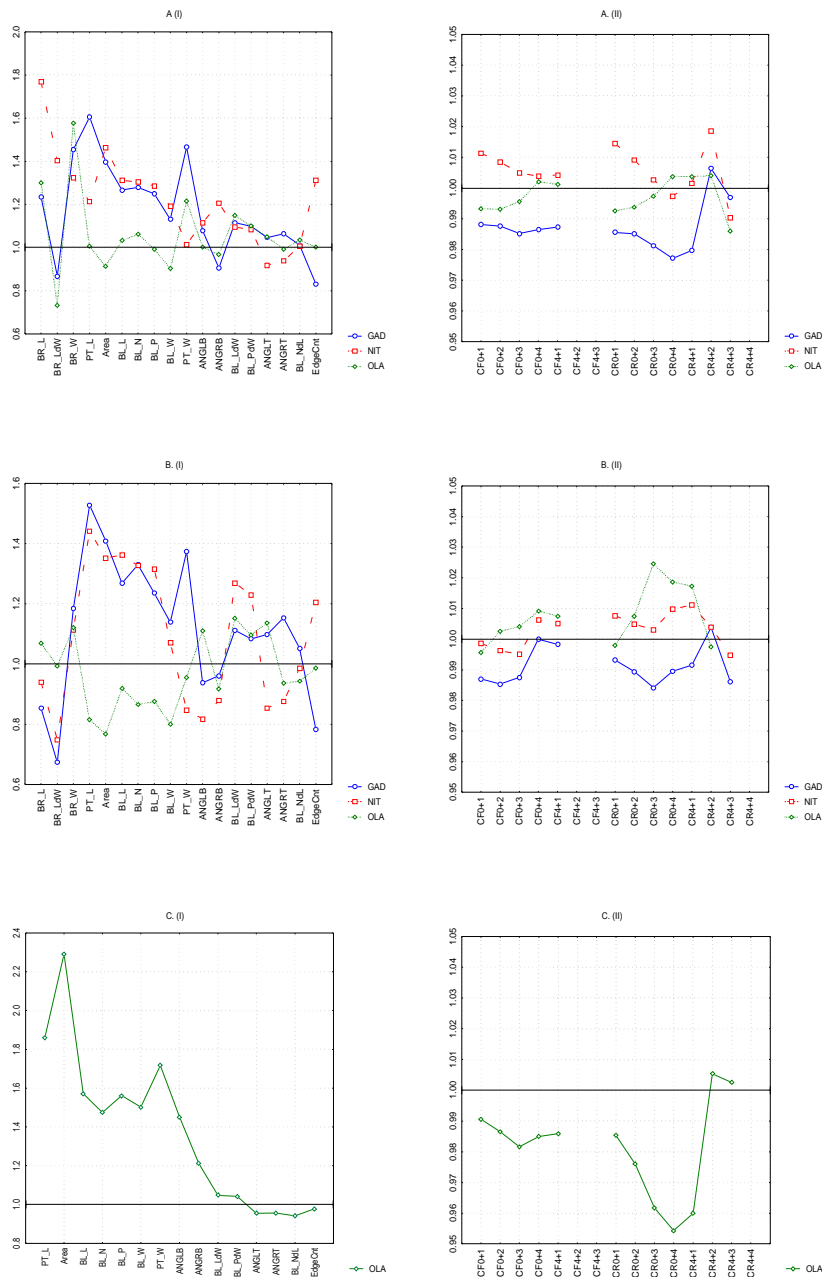 A (I)
2.0
1.8
1.6
1.4
1.2
1.0
0.8
0.6
BR_L
BR_LdW
BR_W
PT_L
Area
BL_L
BL_N
BL_P
BL_W
PT_W
ANGLB
ANGRB
BL_LdW
BL_PdW
ANGLT
ANGRT
BL_NdL
EdgeCnt
GAD
NIT
OLA
A. (II)
1.05
1.04
1.03
1.02
1.01
1.00
0.99
0.98
0.97
0.96
0.95
CF0+1
CF0+2
CF0+3
CF0+4
CF4+1
CF4+2
CF4+3
CR0+1
CR0+2
CR0+3
CR0+4
CR4+1
CR4+2
CR4+3
CR4+4
GAD
NIT
OLA
B. (I)
1.6
1.4
1.2
1.0
0.8
0.6
BR_L
BR_LdW
BR_W
PT_L
Area
BL_L
BL_N
BL_P
BL_W
PT_W
ANGLB
ANGRB
BL_LdW
BL_PdW
ANGLT
ANGRT
BL_NdL
EdgeCnt
GAD
NIT
OLA
B. (II)
1.05
1.04
1.03
1.02
1.01
1.00
0.99
0.98
0.97
0.96
0.95
CF0+1
CF0+2
CF0+3
CF0+4
CF4+1
CF4+2
CF4+3
CR0+1
CR0+2
CR0+3
CR0+4
CR4+1
CR4+2
CR4+3
CR4+4
GAD
NIT
OLA
C. (I)
2.4
2.2
2.0
1.8
1.6
1.4
1.2
1.0
0.8
PT_L
Area
BL_L
BL_N
BL_P
BL_W
PT_W
ANGLB
ANGRB
BL_LdW
BL_PdW
ANGLT
ANGRT
BL_NdL
EdgeCnt
OLA
C. (II)
1.05
1.04
1.03
1.02
1.01
1.00
0.99
0.98
0.97
0.96
0.95
CF0+1
CF0+2
CF0+3
CF0+4
CF4+1
CF4+2
CF4+3
CR0+1
CR0+2
CR0+3
CR0+4
CR4+1
CR4+2
CR4+3
CR4+4
OLA